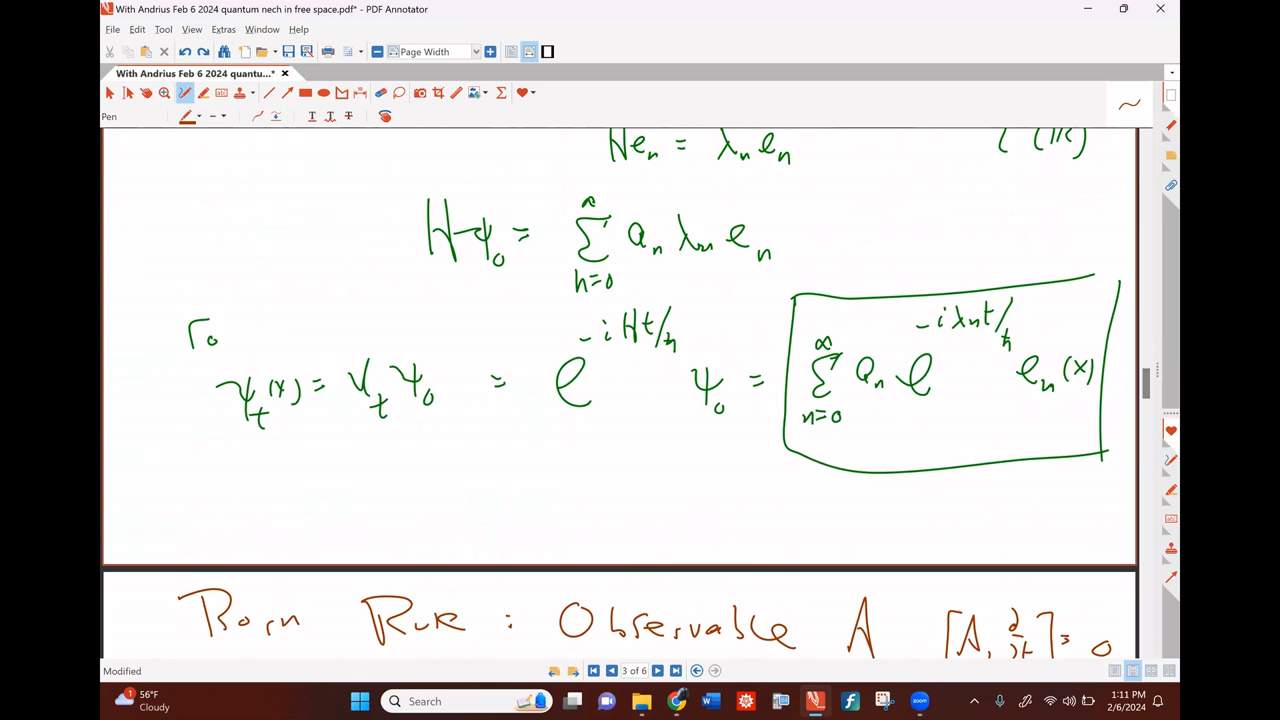 With Andrius Feb 6 2024 quantum nech in free space.pdf* - PDF Annotator
File Edit Tool View Extras Window Help
Page Width
With Andrius Feb 6 2024 quantu...*
Pen
Heₙ = λₙ eₙ
Hψ₀ = ∑ₙ₌₀^∞ aₙ λₙ eₙ
To
ψₜ(x) = Vₜ ψ₀ = e^(-iHt/ħ) ψ₀ = ∑ₙ₌₀^∞ aₙ e^(-iλₙt/ħ) eₙ(x)
Born Rule : Observable A [A, ∂/∂t] = 0
Modified
3 of 6
56°F
Cloudy
Search
1:11 PM
2/6/2024